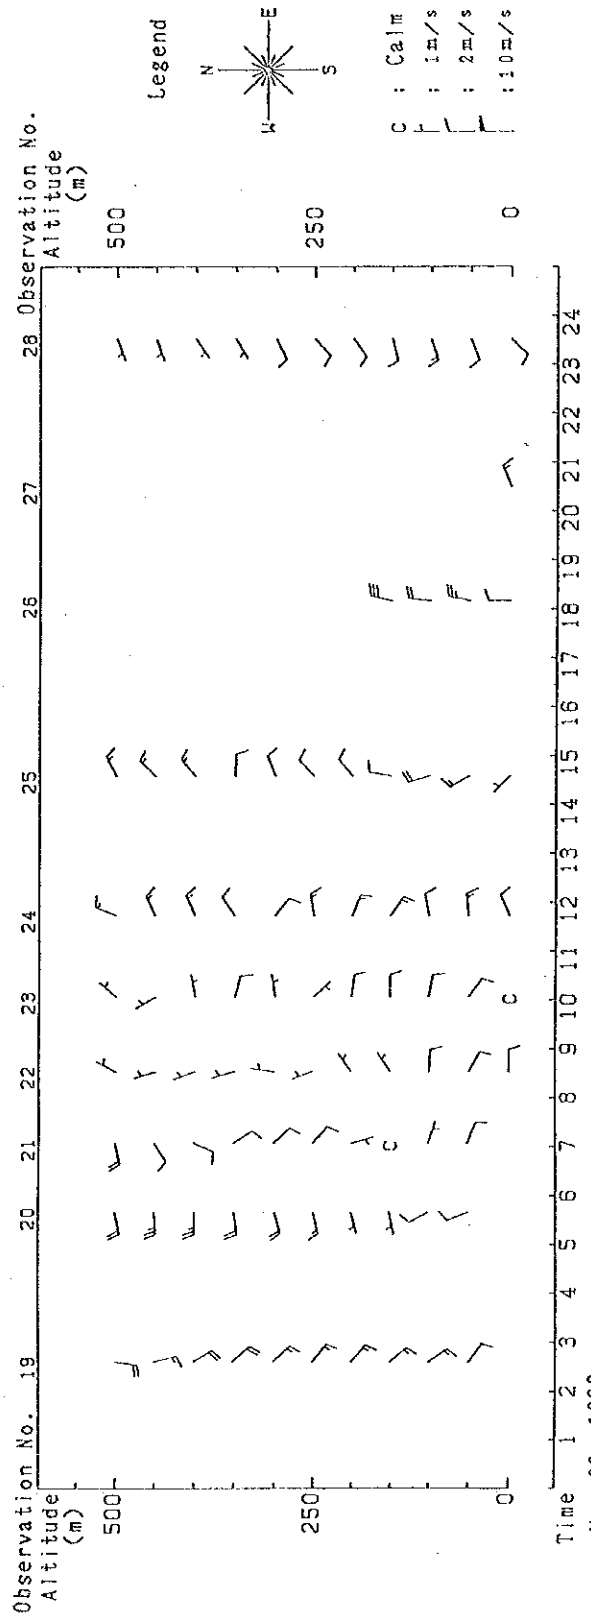 Observation No. 19 20 21 22 23 24 25 26 27 28 Observation No.
Altitude
(m)
Altitude
(m)
500
250
0
500
250
0
C
C
Time 1 2 3 4 5 6 7 8 9 10 11 12 13 14 15 16 17 18 19 20 21 22 23 24
Legend
N
W E
S
C : Calm
: 1m/s
: 2m/s
: 10m/s